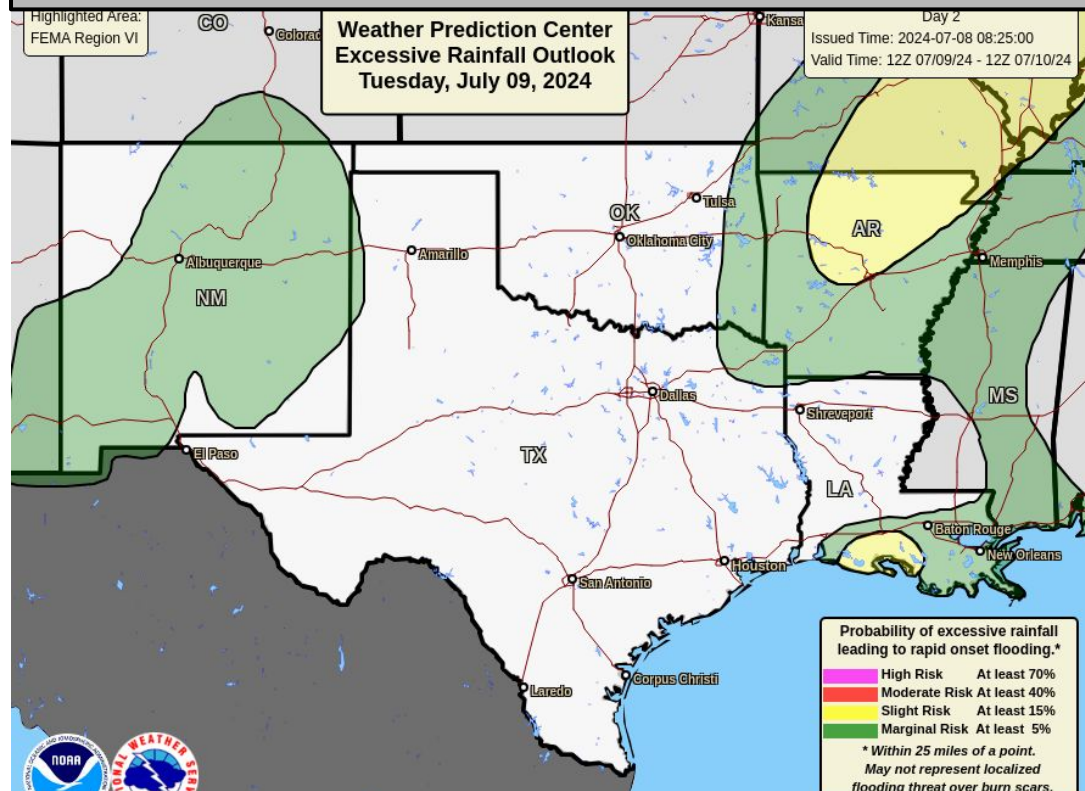 Highlighted Area:
FEMA Region VI
Weather Prediction Center
Excessive Rainfall Outlook
Tuesday, July 09, 2024
Day 2
Issued Time: 2024-07-08 08:25:00
Valid Time: 12Z 07/09/24 - 12Z 07/10/24
CO
Colorad
Kansa
Tulsa
OK
Oklahoma City
AR
Memphis
Albuquerque
Amarillo
NM
Dallas
Shreveport
MS
El Paso
TX
LA
Baton Rouge
New Orleans
Houston
San Antonio
Laredo
Corpus Christi
Probability of excessive rainfall
leading to rapid onset flooding.*
High Risk At least 70%
Moderate Risk At least 40%
Slight Risk At least 15%
Marginal Risk At least 5%
* Within 25 miles of a point.
May not represent localized
flooding threat over burn scars.
NOAA
WEATHER